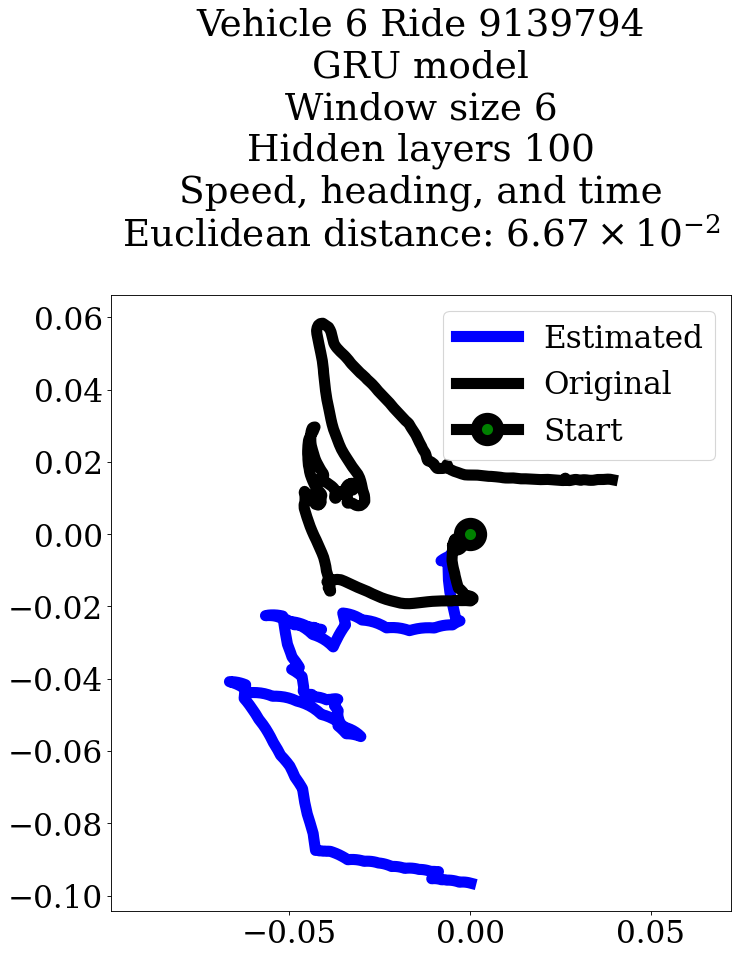 Vehicle 6 Ride 9139794
GRU model
Window size 6
Hidden layers 100
Speed, heading, and time
Euclidean distance: 6.67 × 10⁻²
Estimated
Original
Start
0.06
0.04
0.02
0.00
−0.02
−0.04
−0.06
−0.08
−0.10
−0.05
0.00
0.05